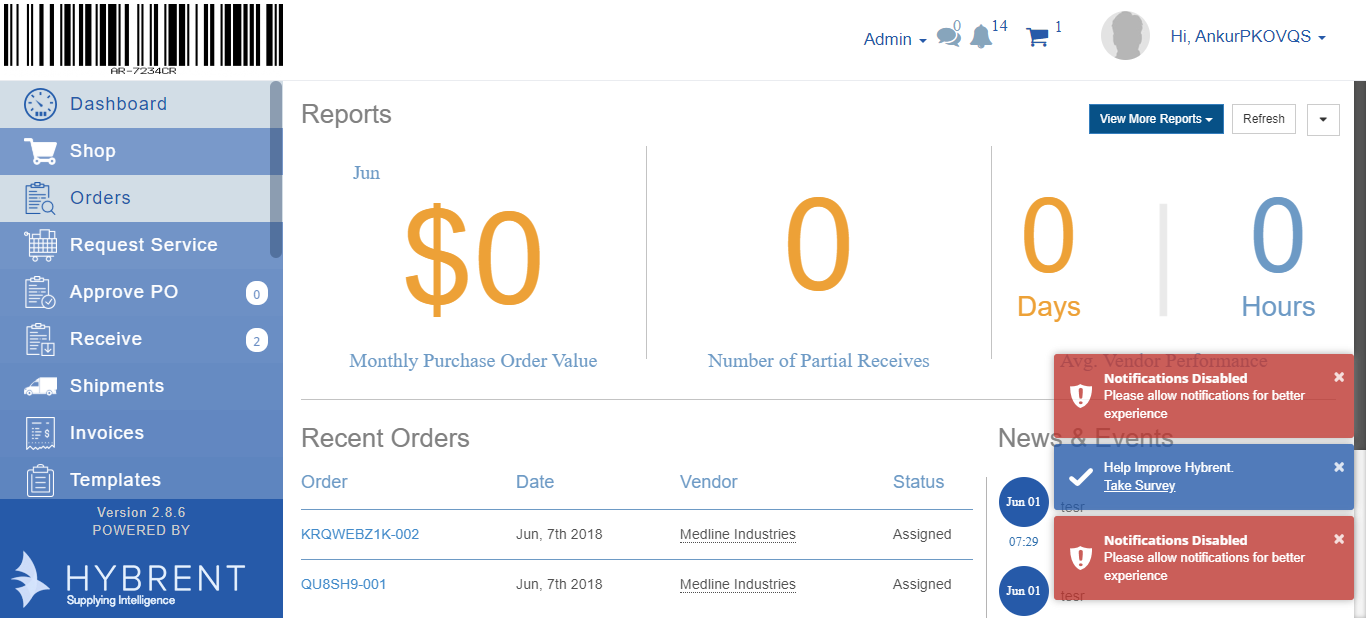 AR-7234CR
Admin
0
14
1
Hi, AnkurPKOVQS
Dashboard
Shop
Orders
Request Service
Approve PO 0
Receive 2
Shipments
Invoices
Templates
Version 2.8.6
POWERED BY
HYBRENT
Supplying Intelligence
Reports
View More Reports
Refresh
Jun
$0
Monthly Purchase Order Value
0
Number of Partial Receives
0
Days
0
Hours
Avg. Vendor Performance
Recent Orders
Order Date Vendor Status
KRQWEBZ1K-002 Jun, 7th 2018 Medline Industries Assigned
QU8SH9-001 Jun, 7th 2018 Medline Industries Assigned
News & Events
Jun 01
tesr
07:29
Jun 01
tesr
Notifications Disabled ×
Please allow notifications for better
experience
Help Improve Hybrent. ×
Take Survey
Notifications Disabled ×
Please allow notifications for better
experience